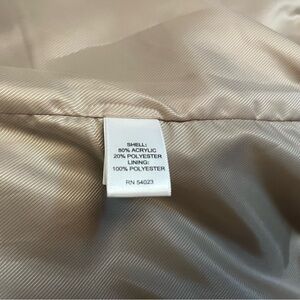 SHELL:
80% ACRYLIC
20% POLYESTER
LINING:
100% POLYESTER
RN 54023